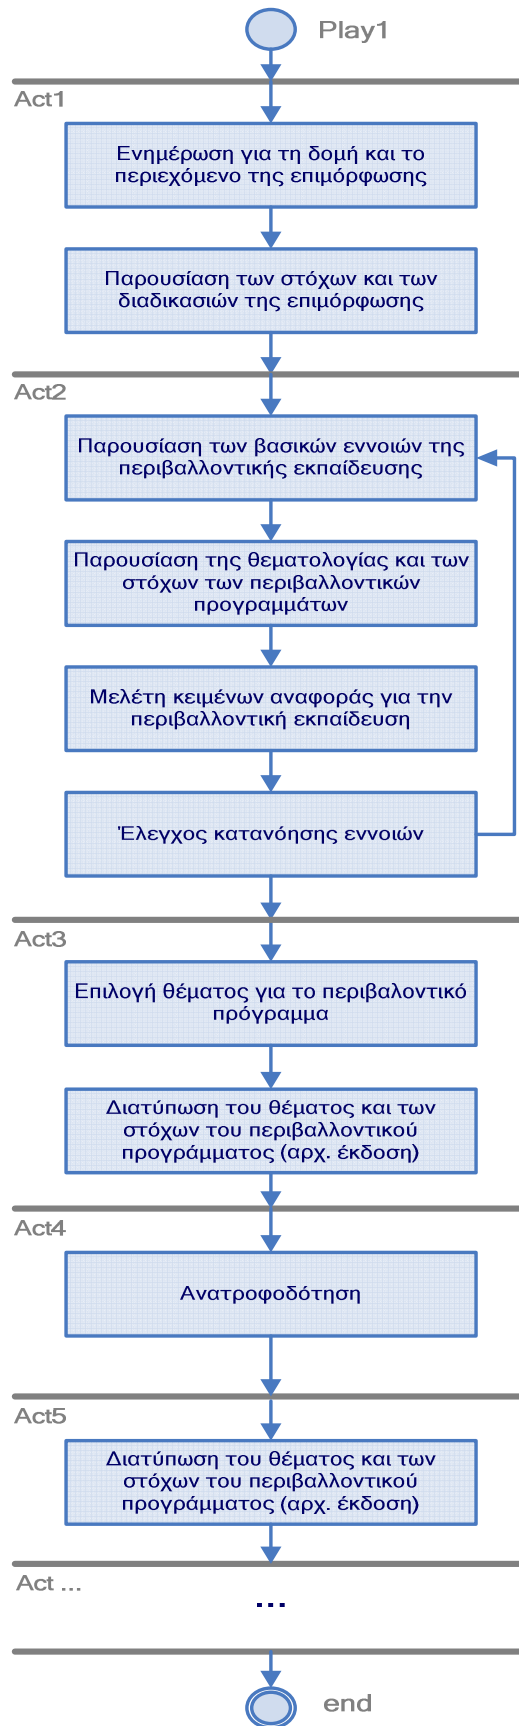 Play1
Act1
Ενημέρωση για τη δομή και το
περιεχόμενο της επιμόρφωσης
Παρουσίαση των στόχων και των
διαδικασιών της επιμόρφωσης
Act2
Παρουσίαση των βασικών εννοιών της
περιβαλλοντικής εκπαίδευσης
Παρουσίαση της θεματολογίας και των
στόχων των περιβαλλοντικών
προγραμμάτων
Μελέτη κειμένων αναφοράς για την
περιβαλλοντική εκπαίδευση
Έλεγχος κατανόησης εννοιών
Act3
Επιλογή θέματος για το περιβαλοντικό
πρόγραμμα
Διατύπωση του θέματος και των
στόχων του περιβαλλοντικού
προγράμματος (αρχ. έκδοση)
Act4
Ανατροφοδότηση
Act5
Διατύπωση του θέματος και των
στόχων του περιβαλλοντικού
προγράμματος (αρχ. έκδοση)
Act ...
...
end